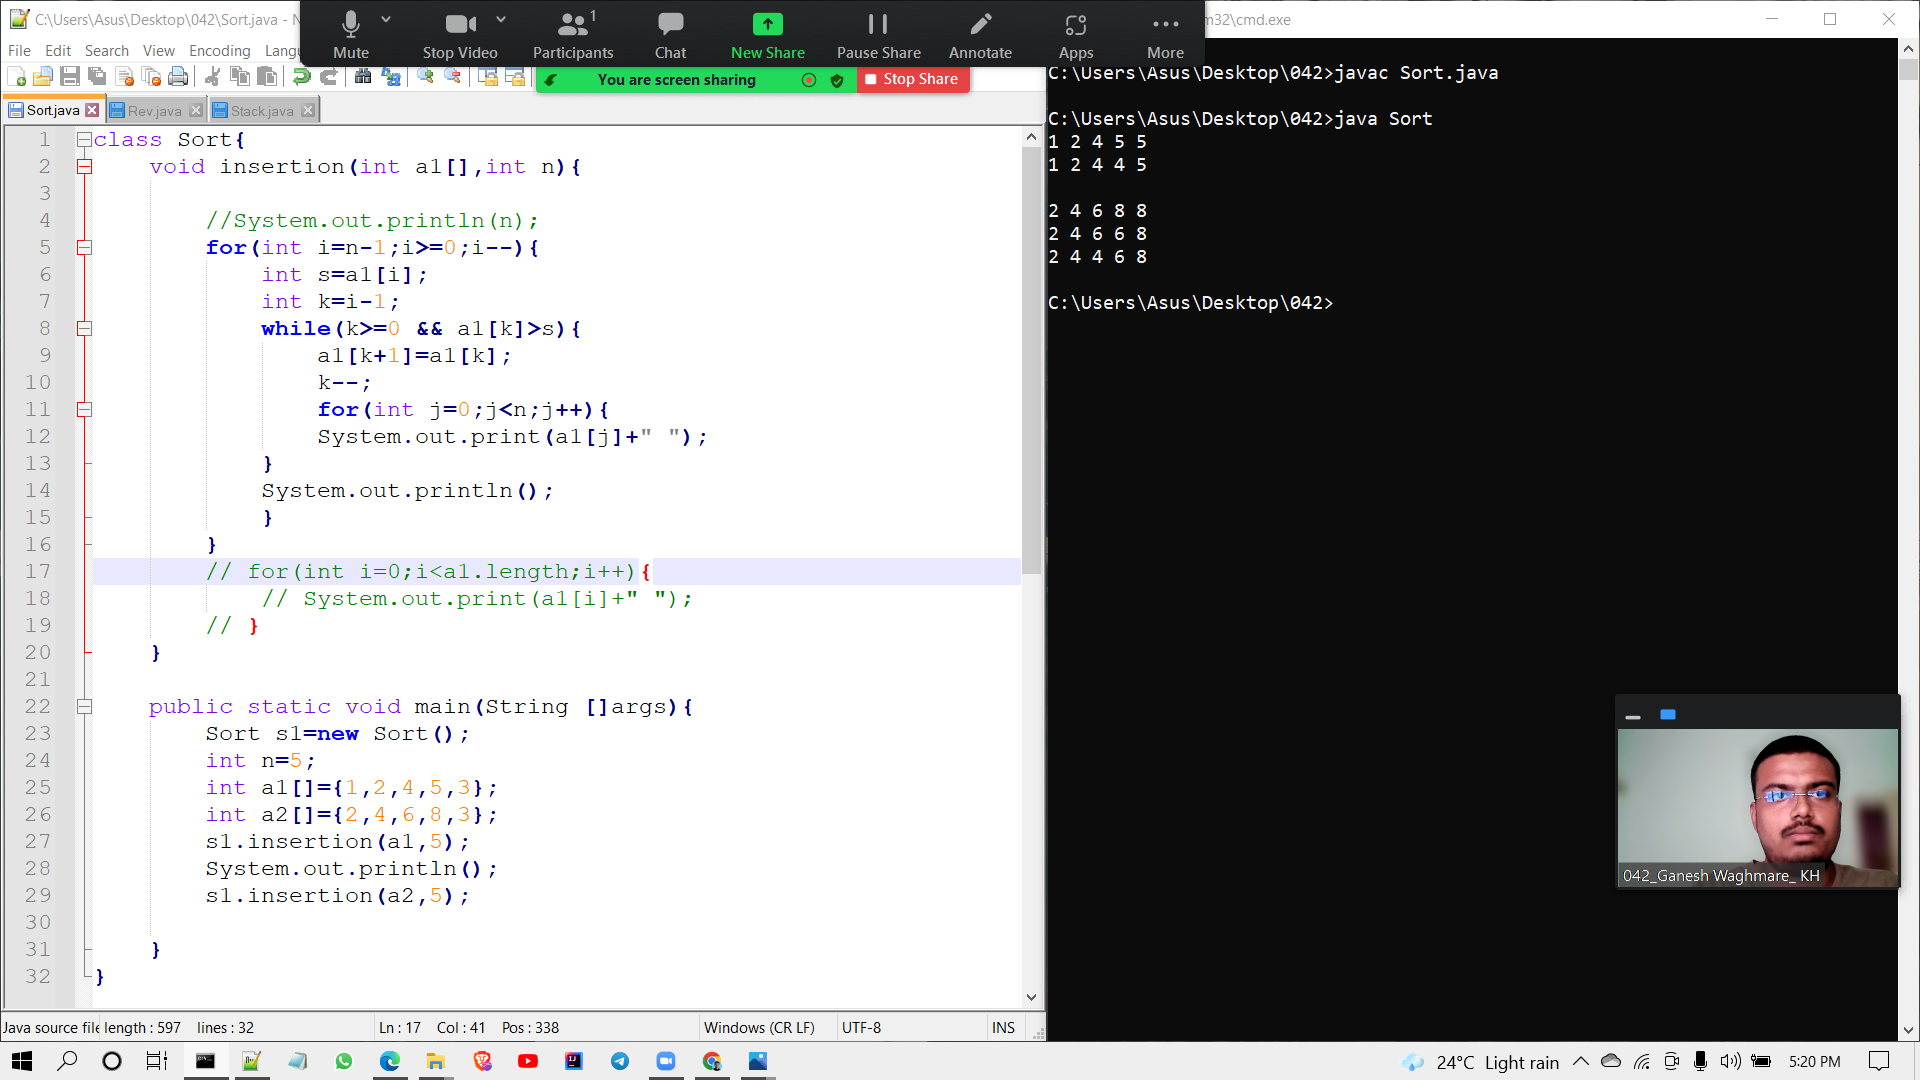 C:\Users\Asus\Desktop\042\Sort.java - N
m32\cmd.exe
Mute
Stop Video
1
Participants
Chat
New Share
Pause Share
Annotate
Apps
More
You are screen sharing
Stop Share
File Edit Search View Encoding Langu
Sort.java Rev.java Stack.java
1 class Sort{
2 void insertion(int a1[],int n){
3
4 //System.out.println(n);
5 for(int i=n-1;i>=0;i--){
6 int s=a1[i];
7 int k=i-1;
8 while(k>=0 && a1[k]>s){
9 a1[k+1]=a1[k];
10 k--;
11 for(int j=0;j<n;j++){
12 System.out.print(a1[j]+" ");
13 }
14 System.out.println();
15 }
16 }
17 // for(int i=0;i<a1.length;i++){
18 // System.out.print(a1[i]+" ");
19 // }
20 }
21
22 public static void main(String []args){
23 Sort s1=new Sort();
24 int n=5;
25 int a1[]={1,2,4,5,3};
26 int a2[]={2,4,6,8,3};
27 s1.insertion(a1,5);
28 System.out.println();
29 s1.insertion(a2,5);
30
31 }
32 }
C:\Users\Asus\Desktop\042>javac Sort.java
C:\Users\Asus\Desktop\042>java Sort
1 2 4 5 5
1 2 4 4 5
2 4 6 8 8
2 4 6 6 8
2 4 4 6 8
C:\Users\Asus\Desktop\042>
042_Ganesh Waghmare_ KH
Java source file length : 597 lines : 32 Ln : 17 Col : 41 Pos : 338 Windows (CR LF) UTF-8 INS
24°C Light rain 5:20 PM